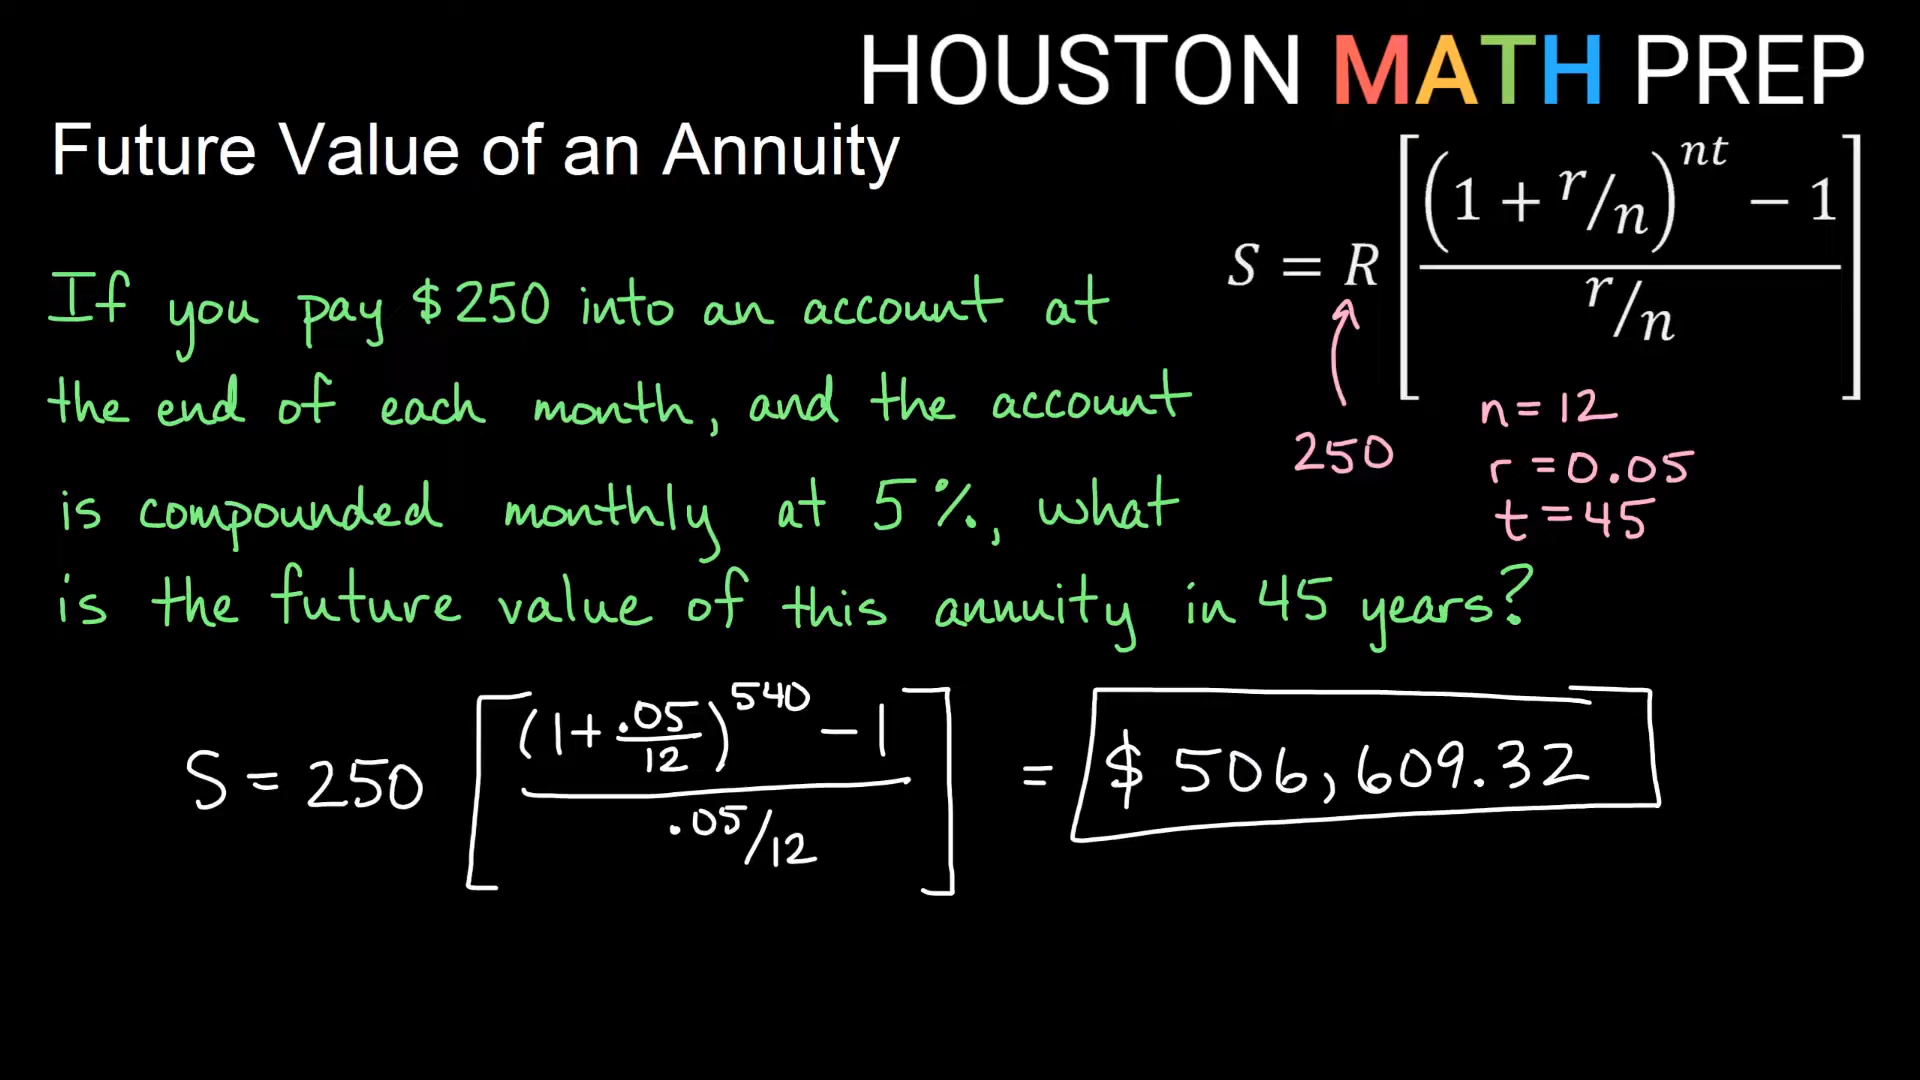 HOUSTON MATH PREP
Future Value of an Annuity
S = R [((1 + r/n)^{nt} − 1) / (r/n)]
If you pay $250 into an account at
the end of each month, and the account
is compounded monthly at 5%, what
is the future value of this annuity in 45 years?
250
n = 12
r = 0.05
t = 45
S = 250 [((1 + .05/12)^{540} − 1) / (.05/12)] = $ 506,609.32